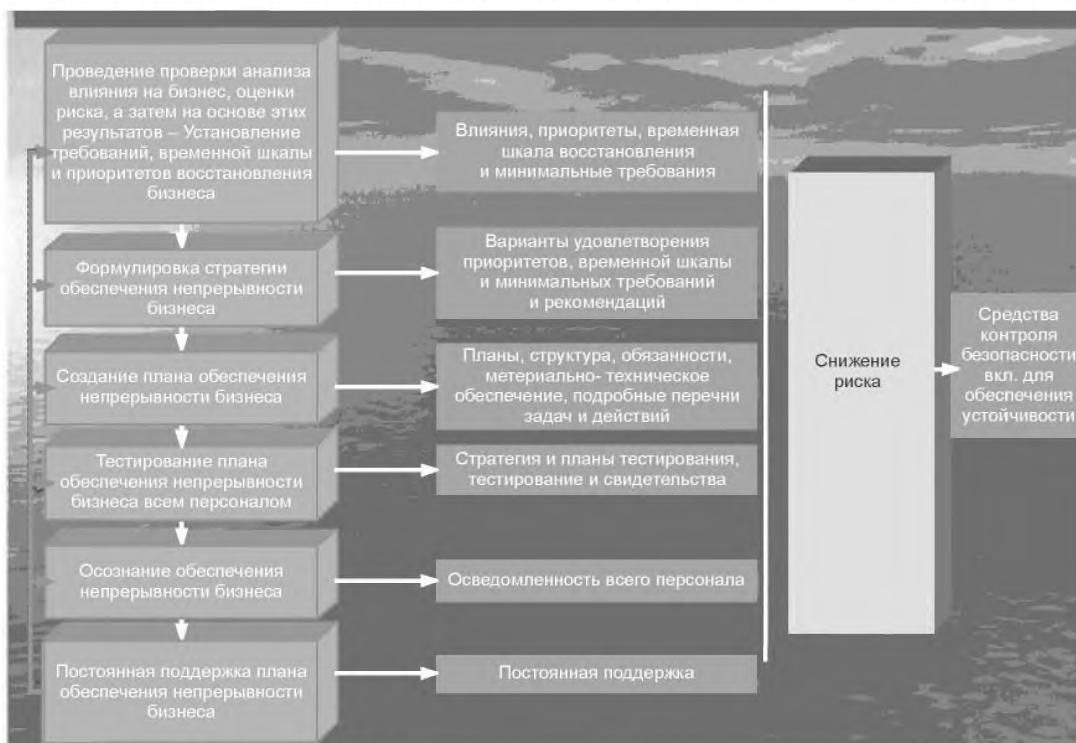 Проведение проверки анализа
влияния на бизнес, оценки
риска, а затем на основе этих
результатов – Установление
требований, временной шкалы
и приоритетов восстановления
бизнеса
Влияния, приоритеты, временная
шкала восстановления
и минимальные требования
Формулировка стратегии
обеспечения непрерывности
бизнеса
Варианты удовлетворения
приоритетов, временной шкалы
и минимальных требований
и рекомендаций
Создание плана обеспечения
непрерывности бизнеса
Планы, структура, обязанности,
метериально- техническое
обеспечение, подробные перечни
задач и действий
Тестирование плана
обеспечения непрерывности
бизнеса всем персоналом
Стратегия и планы тестирования,
тестирование и свидетельства
Осознание обеспечения
непрерывности бизнеса
Осведомленность всего персонала
Постоянная поддержка плана
обеспечения непрерывности
бизнеса
Постоянная поддержка
Снижение
риска
Средства
контроля
безопасности
вкл. для
обеспечения
устойчивости